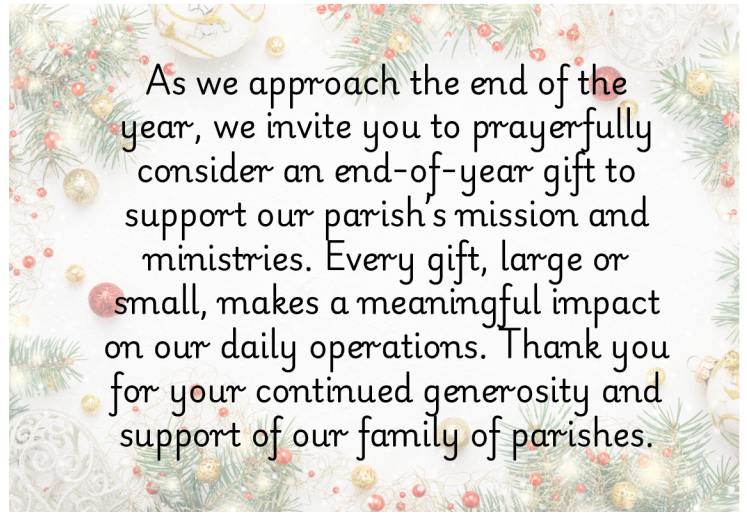 As we approach the end of the
year, we invite you to prayerfully
consider an end-of-year gift to
support our parish's mission and
ministries. Every gift, large or
small, makes a meaningful impact
on our daily operations. Thank you
for your continued generosity and
support of our family of parishes.